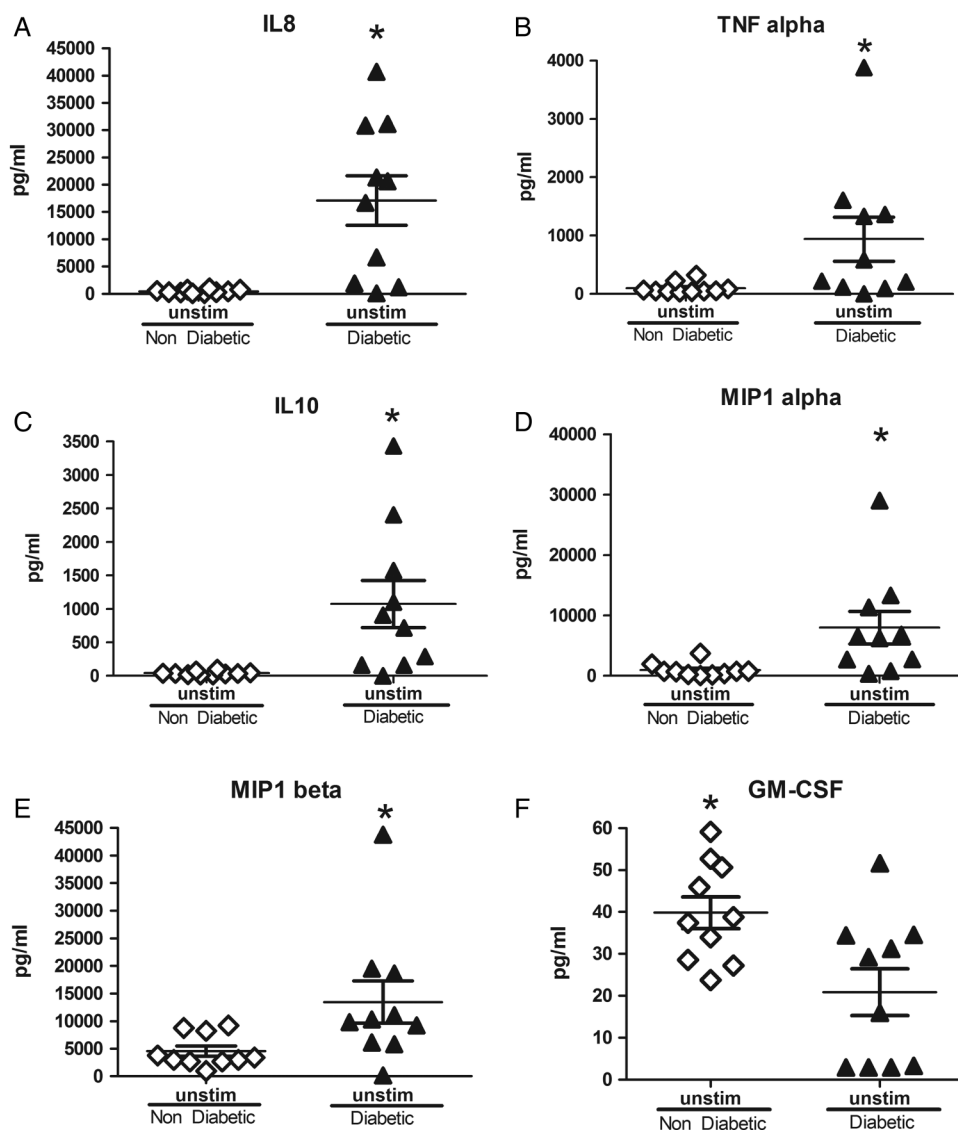 A
IL8
*
45000
40000
35000
30000
25000
20000
15000
10000
5000
0
pg/ml
unstim
Non Diabetic
unstim
Diabetic
B
TNF alpha
*
4000
3000
2000
1000
0
pg/ml
unstim
Non Diabetic
unstim
Diabetic
C
IL10
*
3500
3000
2500
2000
1500
1000
500
0
pg/ml
unstim
Non Diabetic
unstim
Diabetic
D
MIP1 alpha
*
40000
30000
20000
10000
0
pg/ml
unstim
Non Diabetic
unstim
Diabetic
E
MIP1 beta
*
45000
40000
35000
30000
25000
20000
15000
10000
5000
0
pg/ml
unstim
Non Diabetic
unstim
Diabetic
F
GM-CSF
*
60
50
40
30
20
10
0
pg/ml
unstim
Non Diabetic
unstim
Diabetic